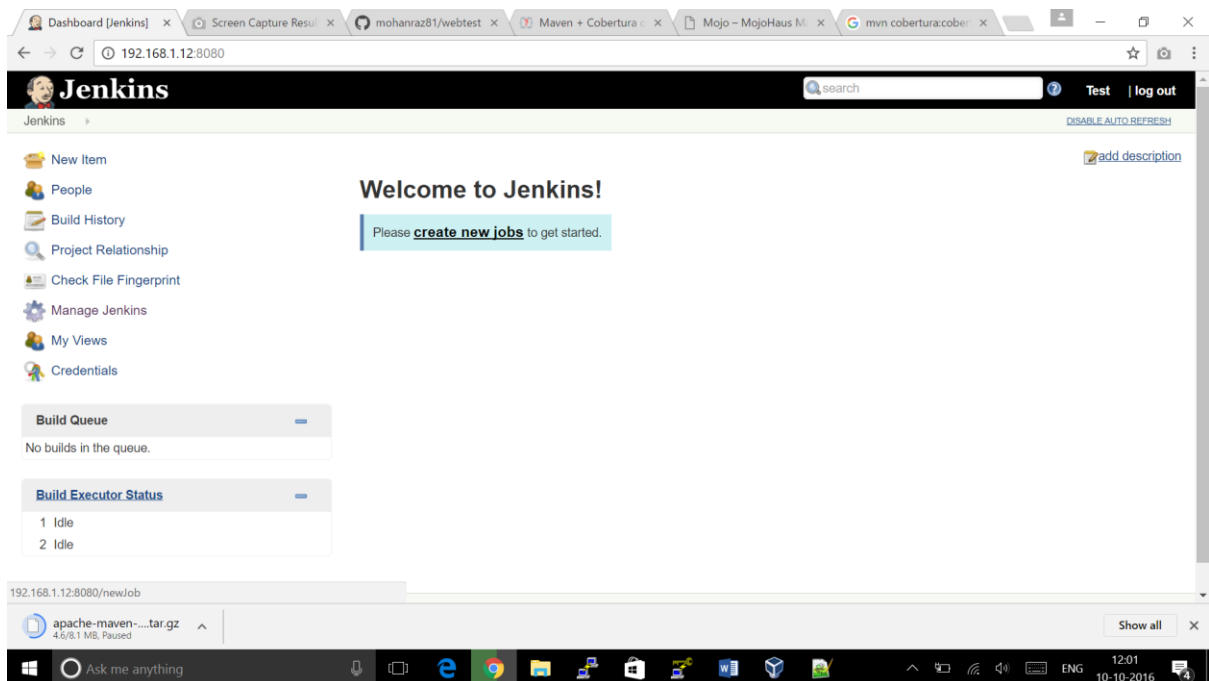 Dashboard [Jenkins]
Screen Capture Resul
mohanraz81/webtest
Maven + Cobertura c
Mojo – MojoHaus M
mvn cobertura:cober
192.168.1.12:8080
Jenkins
search
Test | log out
Jenkins
DISABLE AUTO REFRESH
New Item
add description
People
Build History
Project Relationship
Check File Fingerprint
Manage Jenkins
My Views
Credentials
Welcome to Jenkins!
Please create new jobs to get started.
Build Queue
No builds in the queue.
Build Executor Status
1 Idle
2 Idle
192.168.1.12:8080/newJob
apache-maven-....tar.gz
4.6/8.1 MB, Paused
Show all
Ask me anything
ENG
12:01
10-10-2016
4